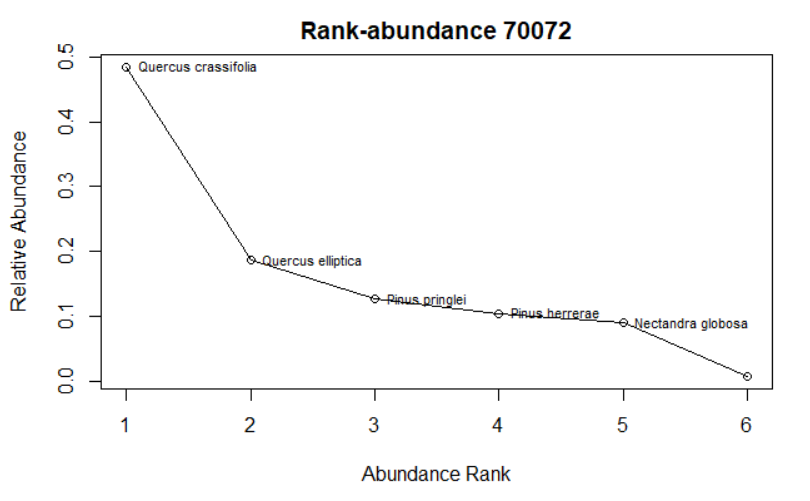 Rank-abundance 70072
0.5
Quercus crassifolia
0.4
0.3
Relative Abundance
0.2
Quercus elliptica
Pinus pringlei
0.1
Pinus herrerae
Nectandra globosa
0.0
1 2 3 4 5 6
Abundance Rank